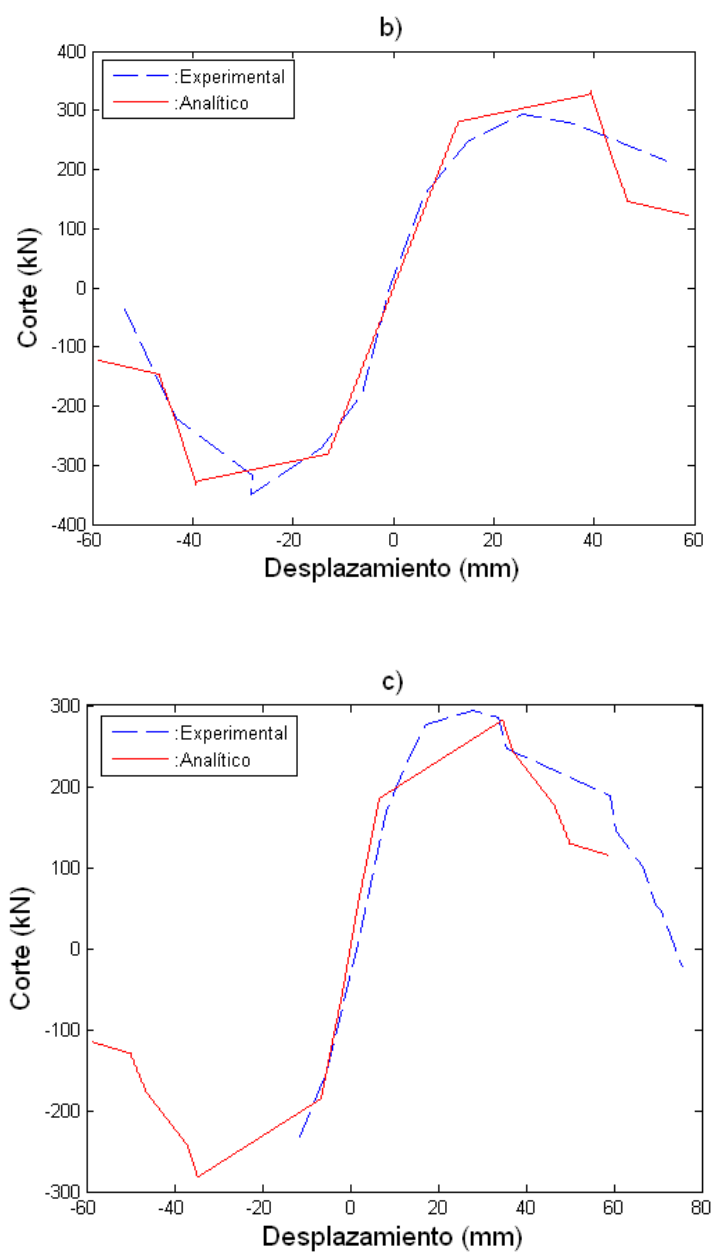 b)
400
300
200
100
0
-100
-200
-300
-400
Corte (kN)
:Experimental
:Analítico
-60 -40 -20 0 20 40 60
Desplazamiento (mm)
c)
300
200
100
0
-100
-200
-300
Corte (kN)
:Experimental
:Analítico
-60 -40 -20 0 20 40 60 80
Desplazamiento (mm)